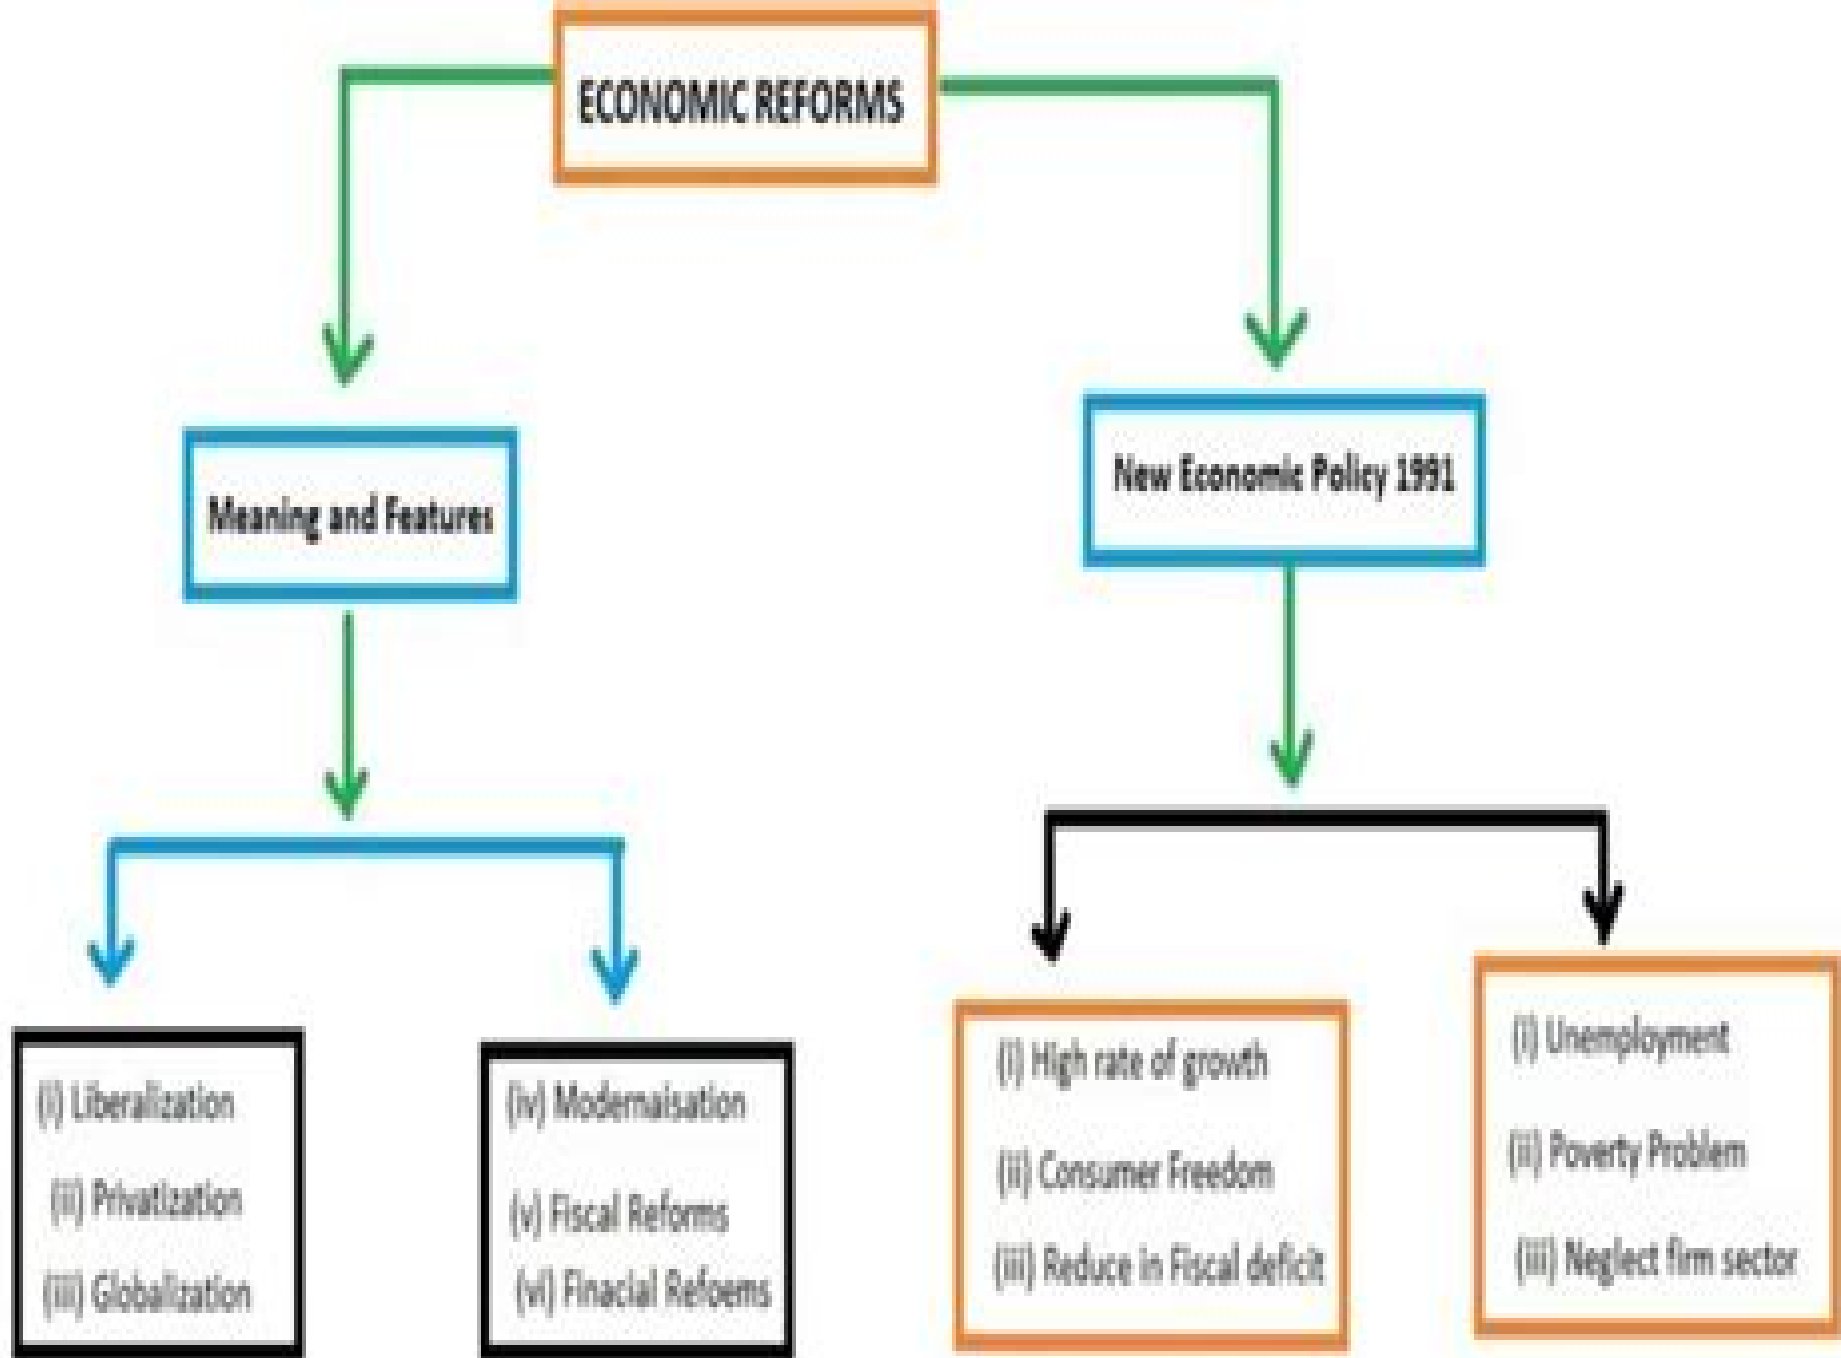 ECONOMIC REFORMS
Meaning and Features
New Economic Policy 1991
(i) Liberalization
(ii) Privatization
(iii) Globalization
(iv) Modernaisation
(v) Fiscal Reforms
(vi) Finacial Refoems
(i) High rate of growth
(ii) Consumer Freedom
(iii) Reduce in Fiscal deficit
(i) Unemployment
(ii) Poverty Problem
(iii) Neglect firm sector